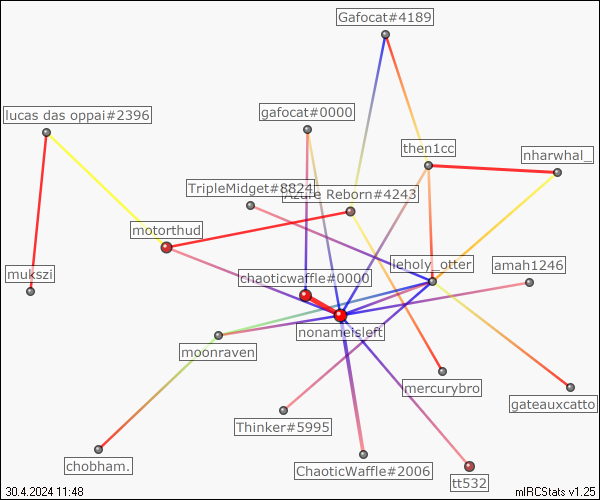 Gafocat#4189
lucas das oppai#2396
gafocat#0000
then1cc
nharwhal_
TripleMidget#8824
Azure Reborn#4243
motorthud
leholy_otter
amah1246
mukszi
chaoticwaffle#0000
nonameisleft
moonraven
mercurybro
gateauxcatto
Thinker#5995
chobham.
ChaoticWaffle#2006
tt532
30.4.2024 11:48
mIRCStats v1.25